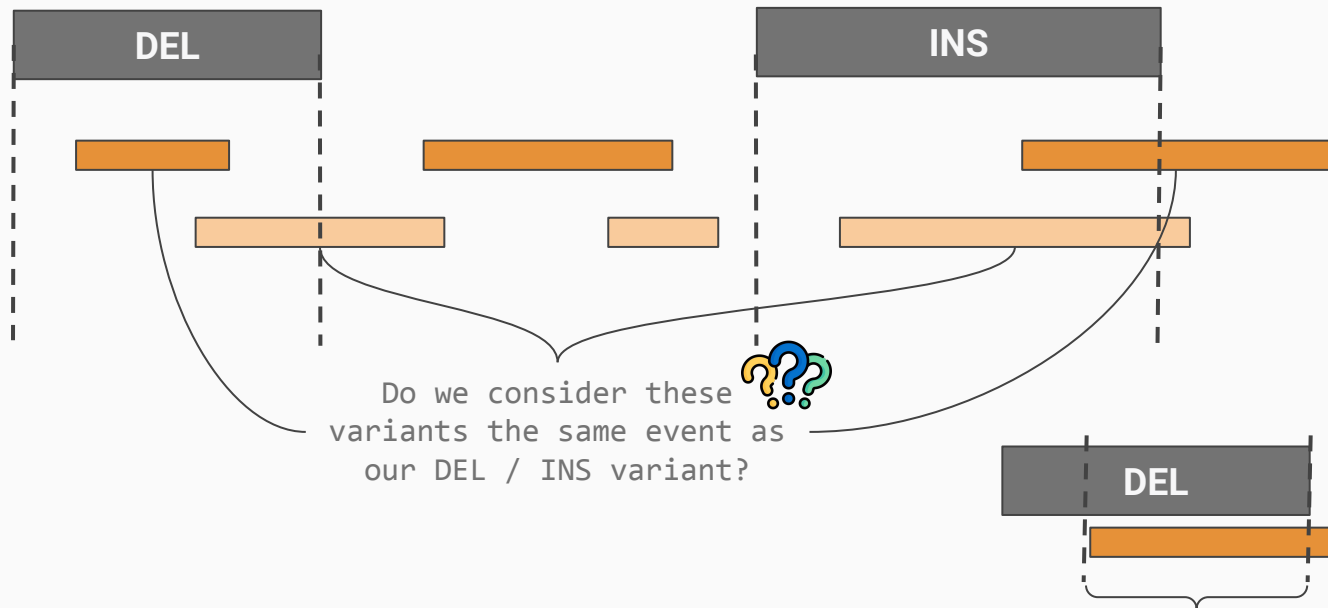 DEL
INS
Do we consider these
variants the same event as
our DEL / INS variant?
DEL